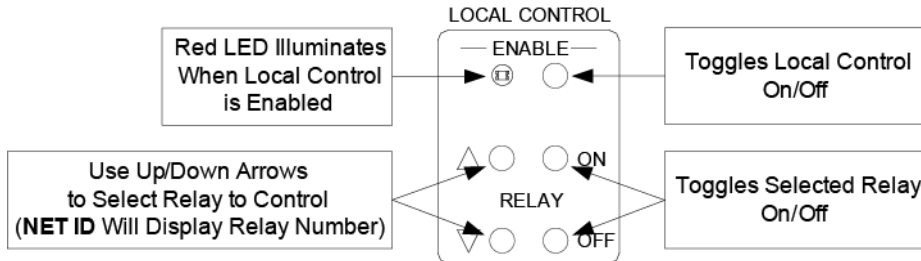 LOCAL CONTROL
ENABLE
Red LED Illuminates
When Local Control
is Enabled
Toggles Local Control
On/Off
Use Up/Down Arrows
to Select Relay to Control
(NET ID Will Display Relay Number)
ON
RELAY
OFF
Toggles Selected Relay
On/Off